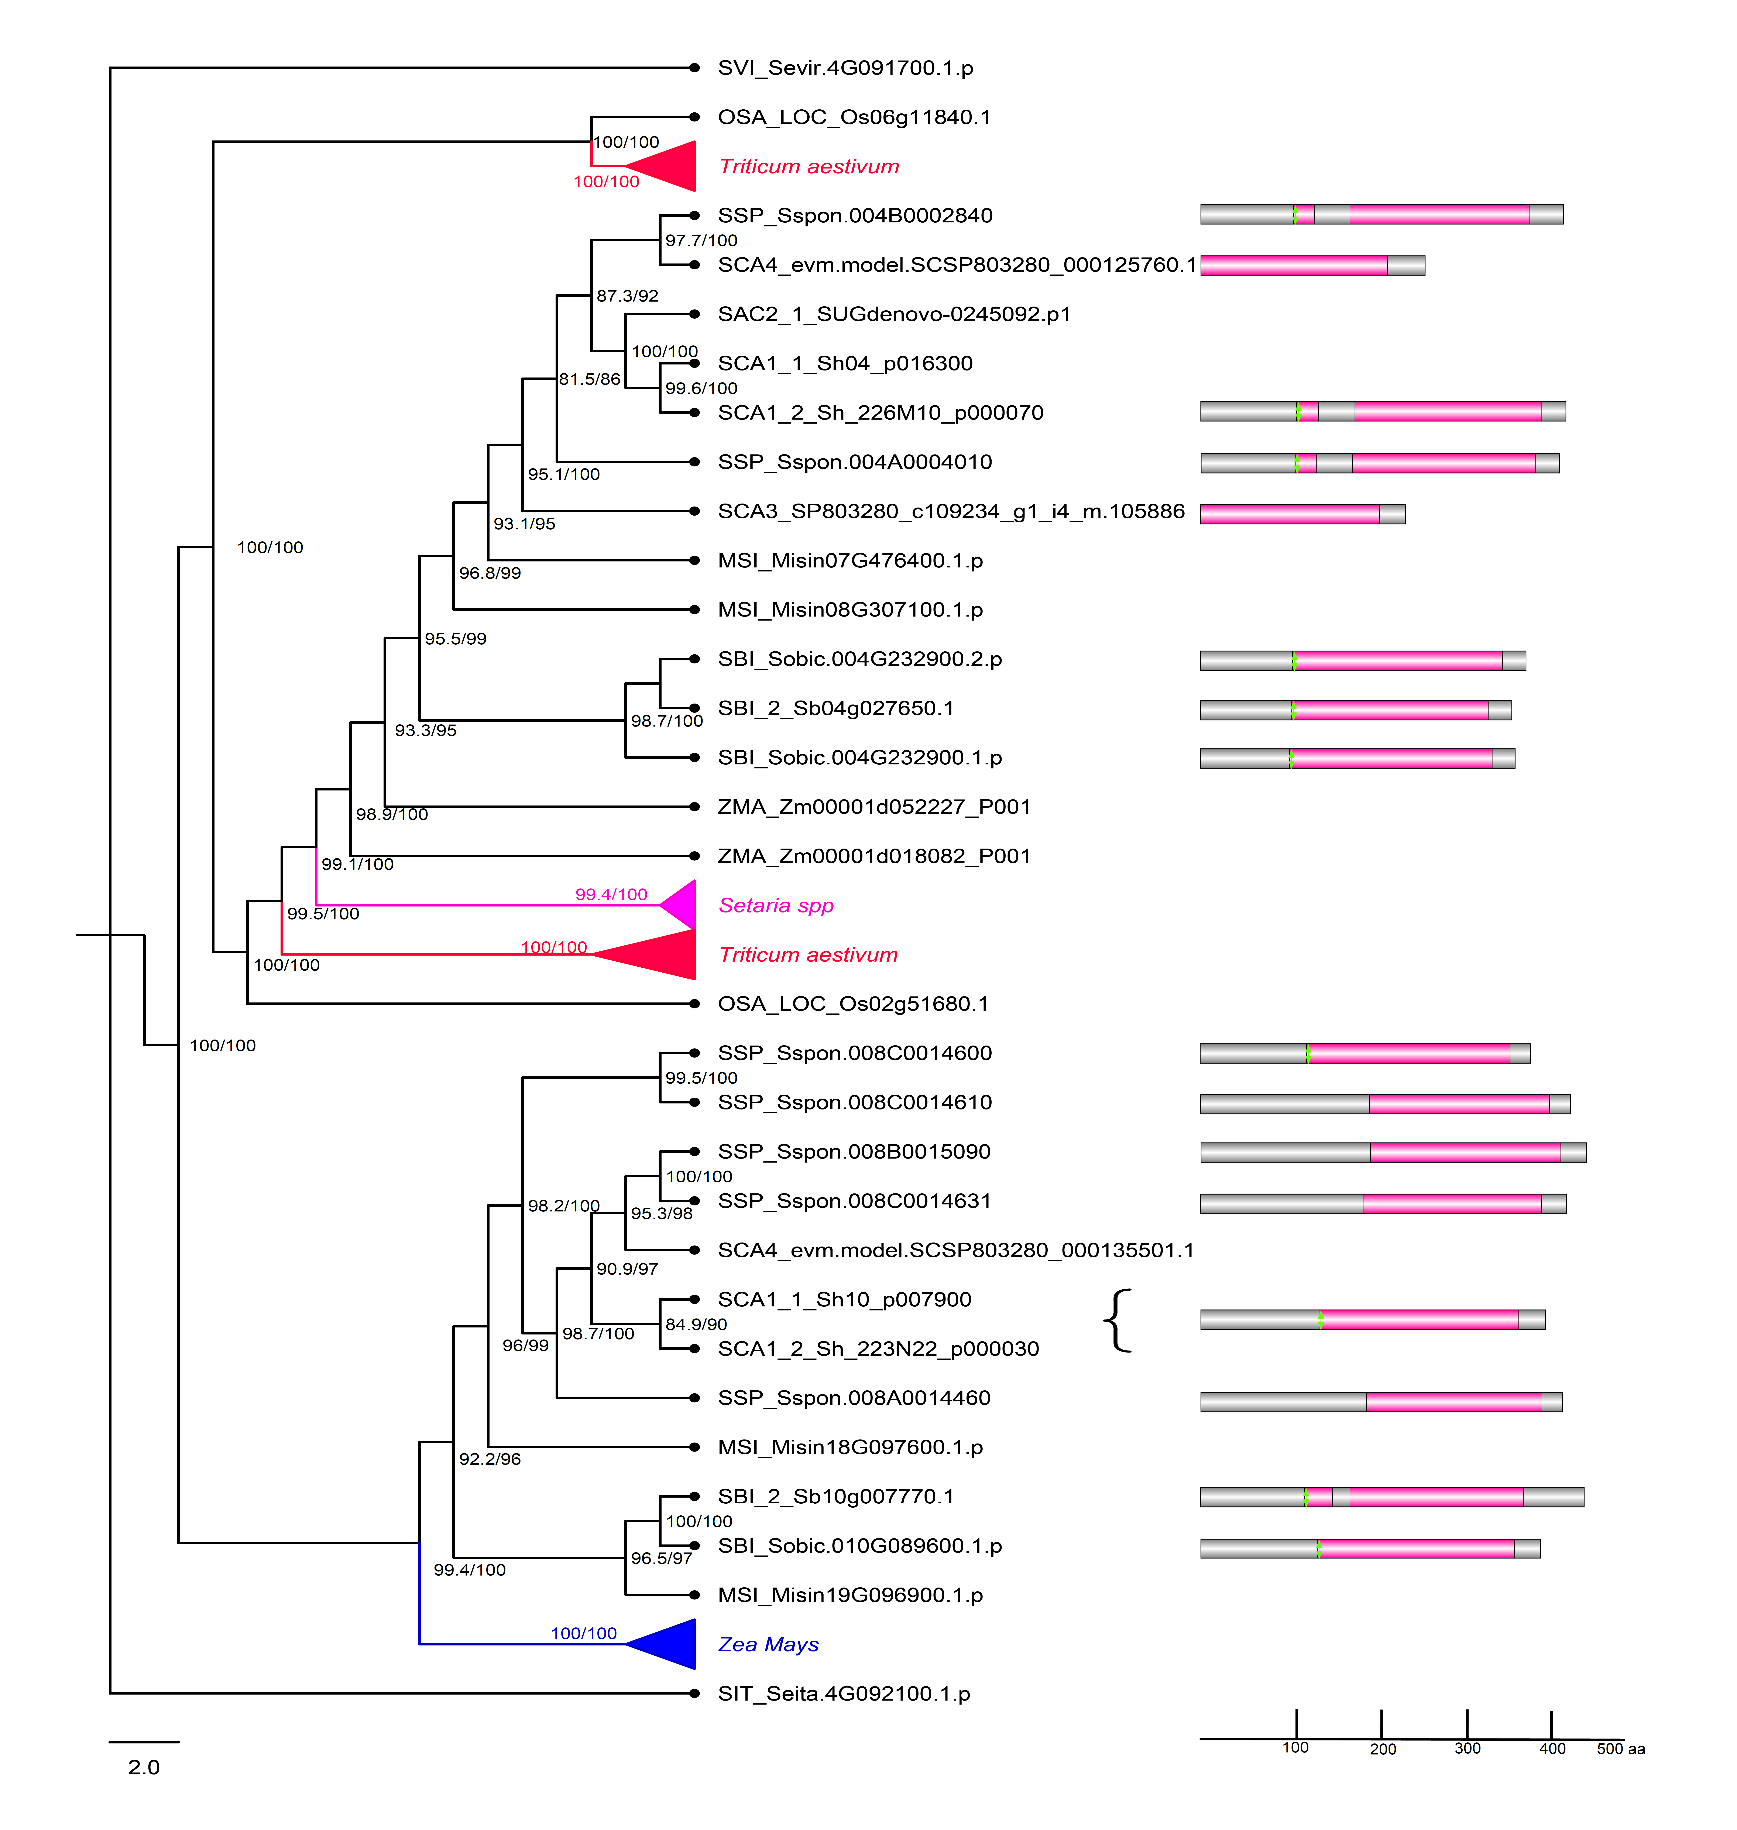 SVI_Sevir.4G091700.1.p
OSA_LOC_Os06g11840.1
100/100
Triticum aestivum
100/100
SSP_Sspon.004B0002840
97.7/100
SCA4_evm.model.SCSP803280_000125760.1
87.3/92
SAC2_1_SUGdenovo-0245092.p1
100/100
SCA1_1_Sh04_p016300
81.5/86
99.6/100
SCA1_2_Sh_226M10_p000070
SSP_Sspon.004A0004010
95.1/100
SCA3_SP803280_c109234_g1_i4_m.105886
93.1/95
100/100
MSI_Misin07G476400.1.p
96.8/99
MSI_Misin08G307100.1.p
95.5/99
SBI_Sobic.004G232900.2.p
SBI_2_Sb04g027650.1
98.7/100
93.3/95
SBI_Sobic.004G232900.1.p
ZMA_Zm00001d052227_P001
98.9/100
ZMA_Zm00001d018082_P001
99.1/100
99.4/100
Setaria spp
99.5/100
100/100
Triticum aestivum
100/100
OSA_LOC_Os02g51680.1
100/100
SSP_Sspon.008C0014600
99.5/100
SSP_Sspon.008C0014610
SSP_Sspon.008B0015090
100/100
SSP_Sspon.008C0014631
98.2/100
95.3/98
SCA4_evm.model.SCSP803280_000135501.1
90.9/97
SCA1_1_Sh10_p007900
84.9/90
98.7/100
96/99
SCA1_2_Sh_223N22_p000030
SSP_Sspon.008A0014460
MSI_Misin18G097600.1.p
92.2/96
SBI_2_Sb10g007770.1
100/100
SBI_Sobic.010G089600.1.p
96.5/97
99.4/100
MSI_Misin19G096900.1.p
100/100
Zea Mays
SIT_Seita.4G092100.1.p
2.0
100 200 300 400 500 aa